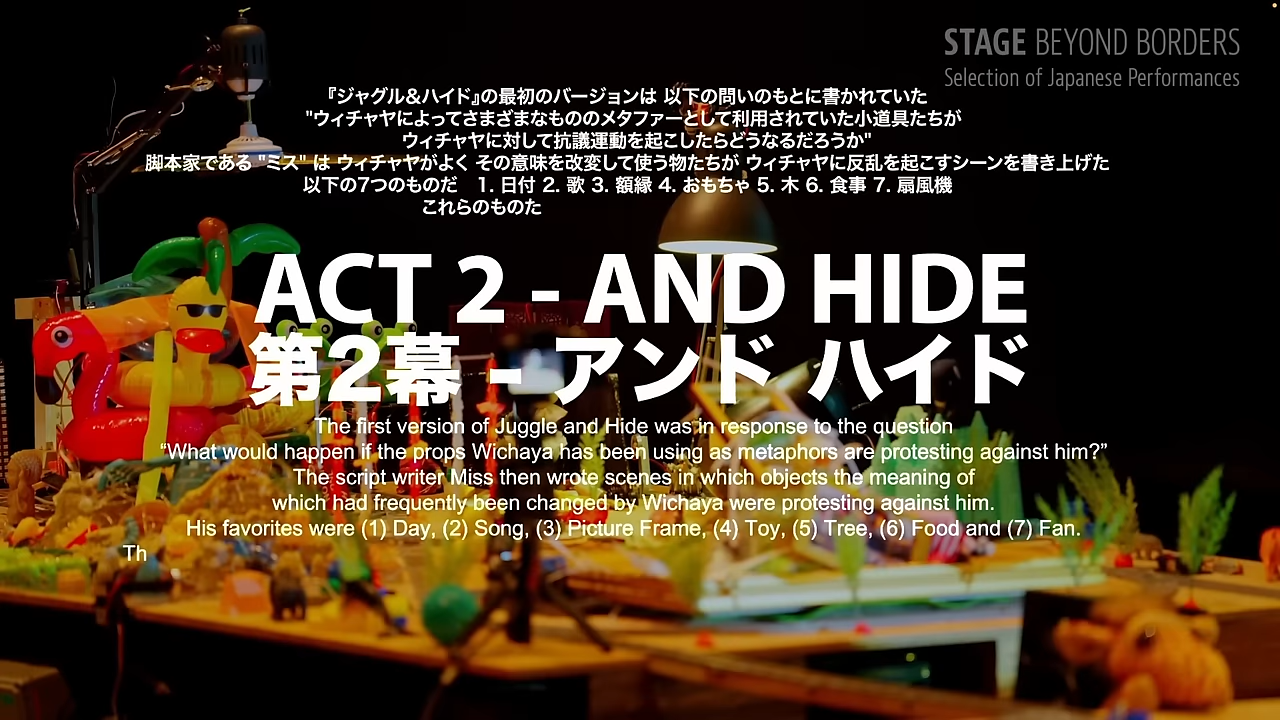 STAGE BEYOND BORDERS
Selection of Japanese Performances
『ジャグル&ハイド』の最初のバージョンは 以下の問いのもとに書かれていた
"ウィチャヤによってさまざまなもののメタファーとして利用されていた小道具たちが
ウィチャヤに対して抗議運動を起こしたらどうなるだろうか"
脚本家である "ミス" は ウィチャヤがよく その意味を改変して使う物たちが ウィチャヤに反乱を起こすシーンを書き上げた
以下の7つのものだ 1. 日付 2. 歌 3. 額縁 4. おもちゃ 5. 木 6. 食事 7. 扇風機
これらのものた
ACT 2 - AND HIDE
第2幕 - アンド ハイド
The first version of Juggle and Hide was in response to the question
“What would happen if the props Wichaya has been using as metaphors are protesting against him?”
The script writer Miss then wrote scenes in which objects the meaning of
which had frequently been changed by Wichaya were protesting against him.
His favorites were (1) Day, (2) Song, (3) Picture Frame, (4) Toy, (5) Tree, (6) Food and (7) Fan.
Th